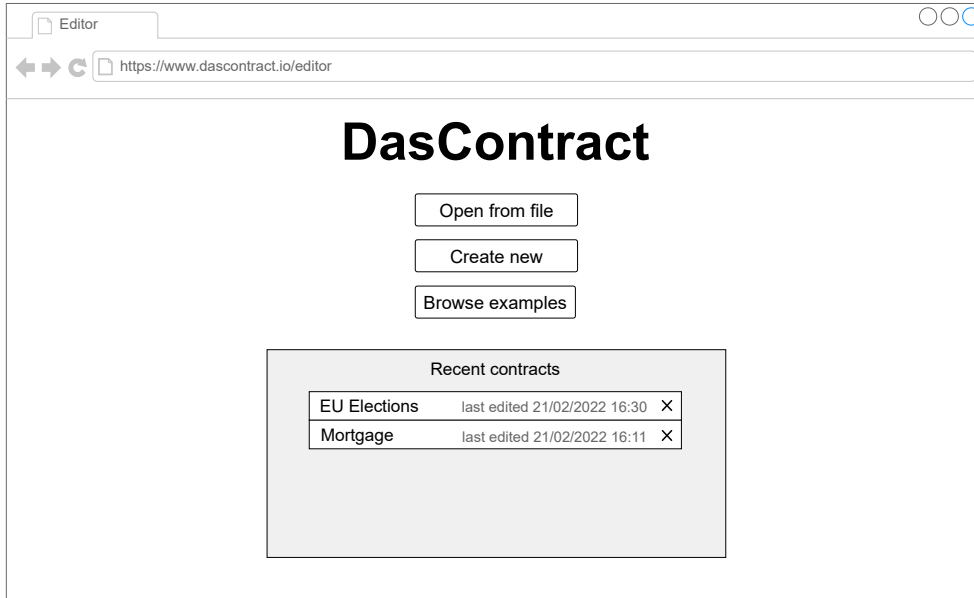 Editor
https://www.dascontract.io/editor
DasContract
Open from file
Create new
Browse examples
Recent contracts
EU Elections last edited 21/02/2022 16:30
Mortgage last edited 21/02/2022 16:11